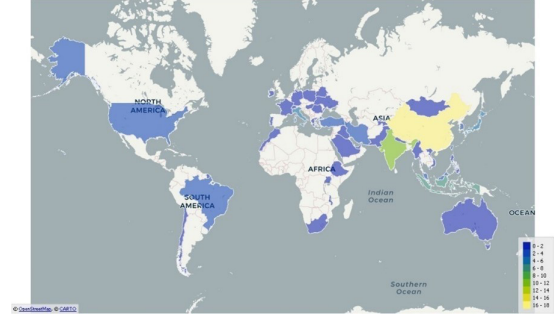 NORTH
AMERICA
ASIA
AFRICA
Indian
Ocean
SOUTH
AMERICA
OCEAN
Southern
Ocean
0 - 2
2 - 4
4 - 6
6 - 8
8 - 10
10 - 12
12 - 14
14 - 16
16 - 18
© OpenStreetMap, © CARTO